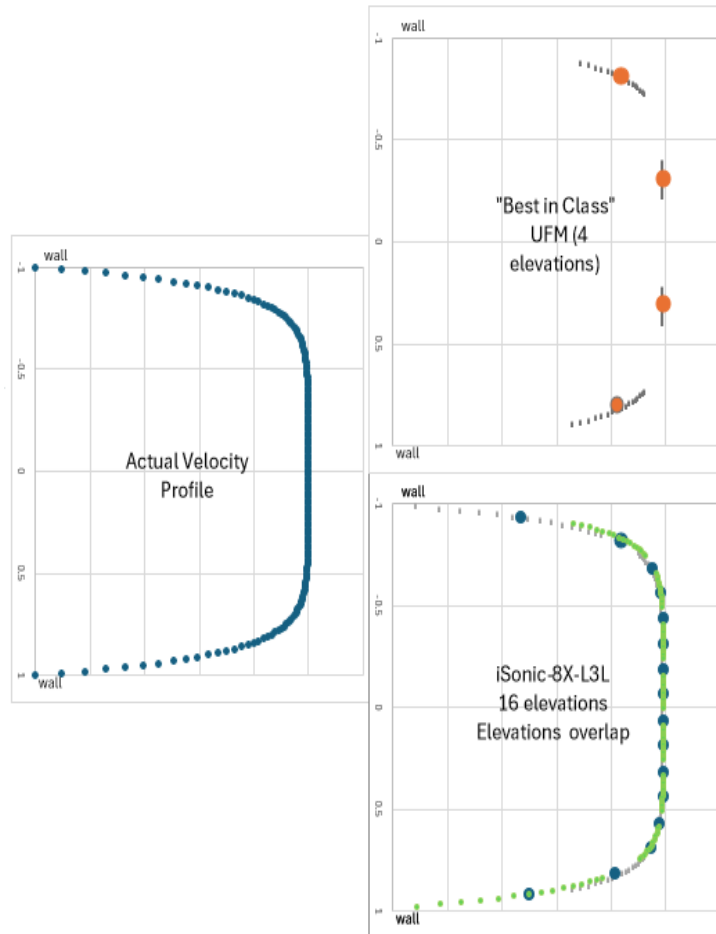 wall
-1
-0.5
0
0.5
1
Actual Velocity
Profile
wall
wall
-1
-0.5
0
0.5
1
"Best in Class"
UFM (4
elevations)
wall
wall
-1
-0.5
0
0.5
1
iSonic-8X-L3L
16 elevations
Elevations overlap
wall